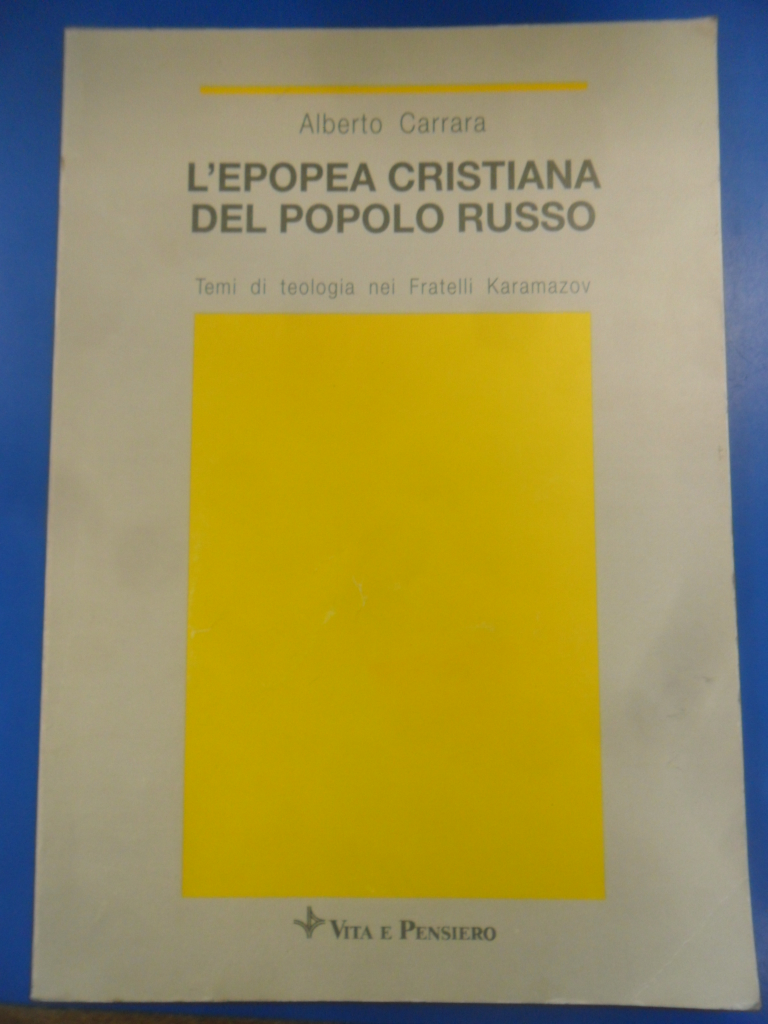 Alberto Carrara
L'EPOPEA CRISTIANA
DEL POPOLO RUSSO
Temi di teologia nei Fratelli Karamazov
VITA E PENSIERO